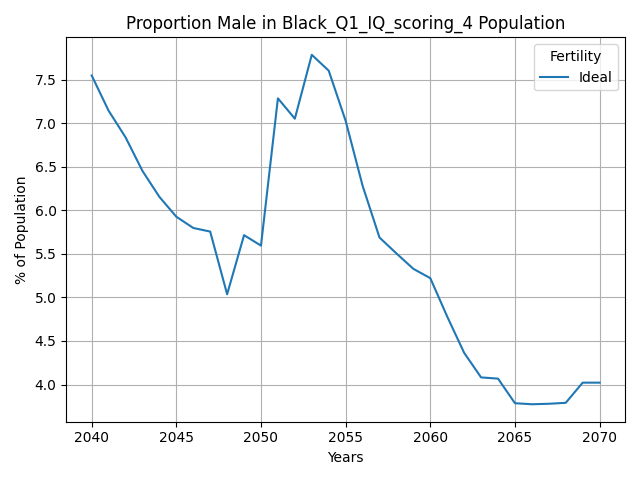 Proportion Male in Black_Q1_IQ_scoring_4 Population
Fertility
Ideal
% of Population
7.5
7.0
6.5
6.0
5.5
5.0
4.5
4.0
2040 2045 2050 2055 2060 2065 2070
Years